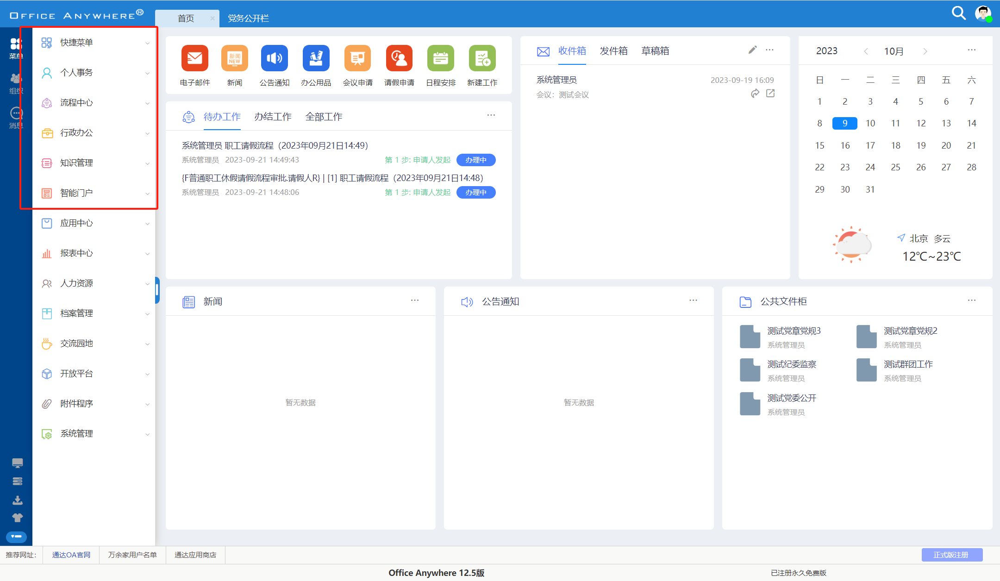 OFFICE ANYWHERE®
首页 ×
党务公开栏
菜单
组织
消息
快捷菜单
个人事务
流程中心
行政办公
知识管理
智能门户
应用中心
报表中心
人力资源
档案管理
交流园地
开放平台
附件程序
系统管理
电子邮件 新闻 公告通知 办公用品 会议申请 请假申请 日程安排 新建工作
新闻
NEW
待办工作 办结工作 全部工作 ···
系统管理员 职工请假流程（2023年09月21日14:49）
系统管理员 2023-09-21 14:49:43 第 1 步: 申请人发起 办理中
{F普通职工休假请假流程审批.请假人R} | [1] 职工请假流程（2023年09月21日14:48）
系统管理员 2023-09-21 14:48:06 第 1 步: 申请人发起 办理中
收件箱 发件箱 草稿箱 ···
系统管理员 2023-09-19 16:09
会议：测试会议
2023 < 10月 > ···
日 一 二 三 四 五 六
1 2 3 4 5 6 7
8 9 10 11 12 13 14
15 16 17 18 19 20 21
22 23 24 25 26 27 28
29 30 31
北京 多云
12℃~23℃
新闻 ···
暂无数据
公告通知 ···
暂无数据
公共文件柜 ···
测试党章党规3
系统管理员
测试党章党规2
系统管理员
测试纪委监察
系统管理员
测试群团工作
系统管理员
测试党委公开
系统管理员
推荐网址： 通达OA官网 万余家用户名单 通达应用商店 正式版注册
Office Anywhere 12.5版 已注册永久免费版